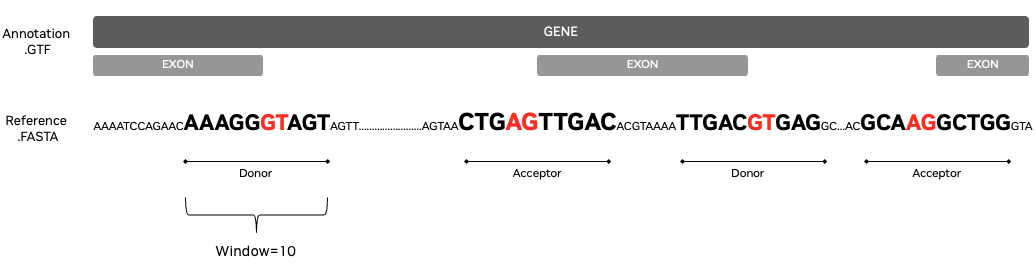 Annotation
.GTF
GENE
EXON
EXON
EXON
Reference
.FASTA
AAAATCCAGAACAAAGGGTAGTAGTT.......................AGTAACTGAGTTGACACGTAAAATTGACGTGAGGC...ACGCAAGGCTGGGTA
Donor
Acceptor
Donor
Acceptor
Window=10